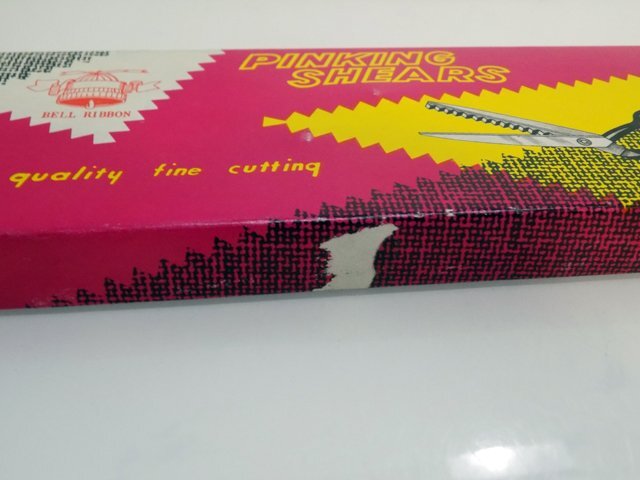 PINKING
SHEARS
BELL RIBBON
quality fine cutting